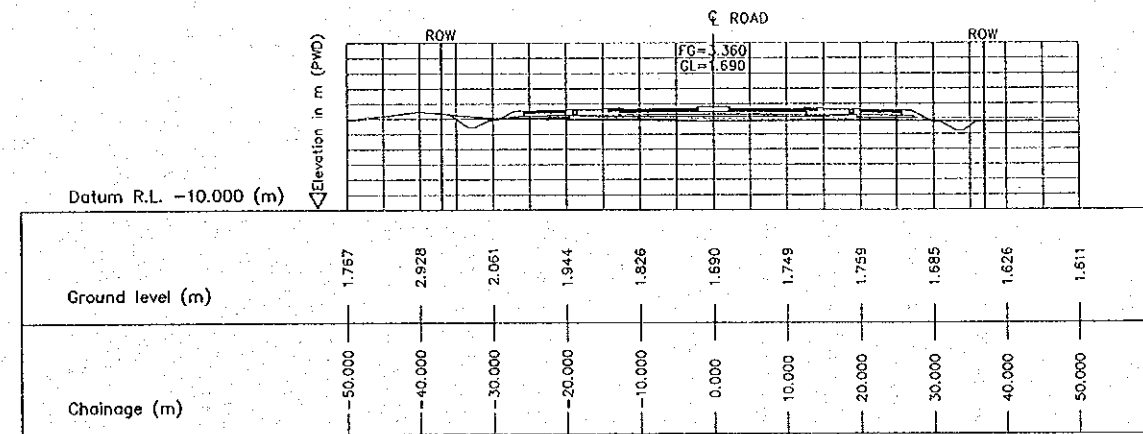 ℄ ROAD
ROW
ROW
FG=3.360
GL=1.690
Elevation in m (PWD)
Datum R.L. -10.000 (m)
Ground level (m) 1.767 2.928 2.061 1.944 1.826 1.690 1.749 1.759 1.685 1.626 1.611
Chainage (m) -50.000 -40.000 -30.000 -20.000 -10.000 0.000 10.000 20.000 30.000 40.000 50.000